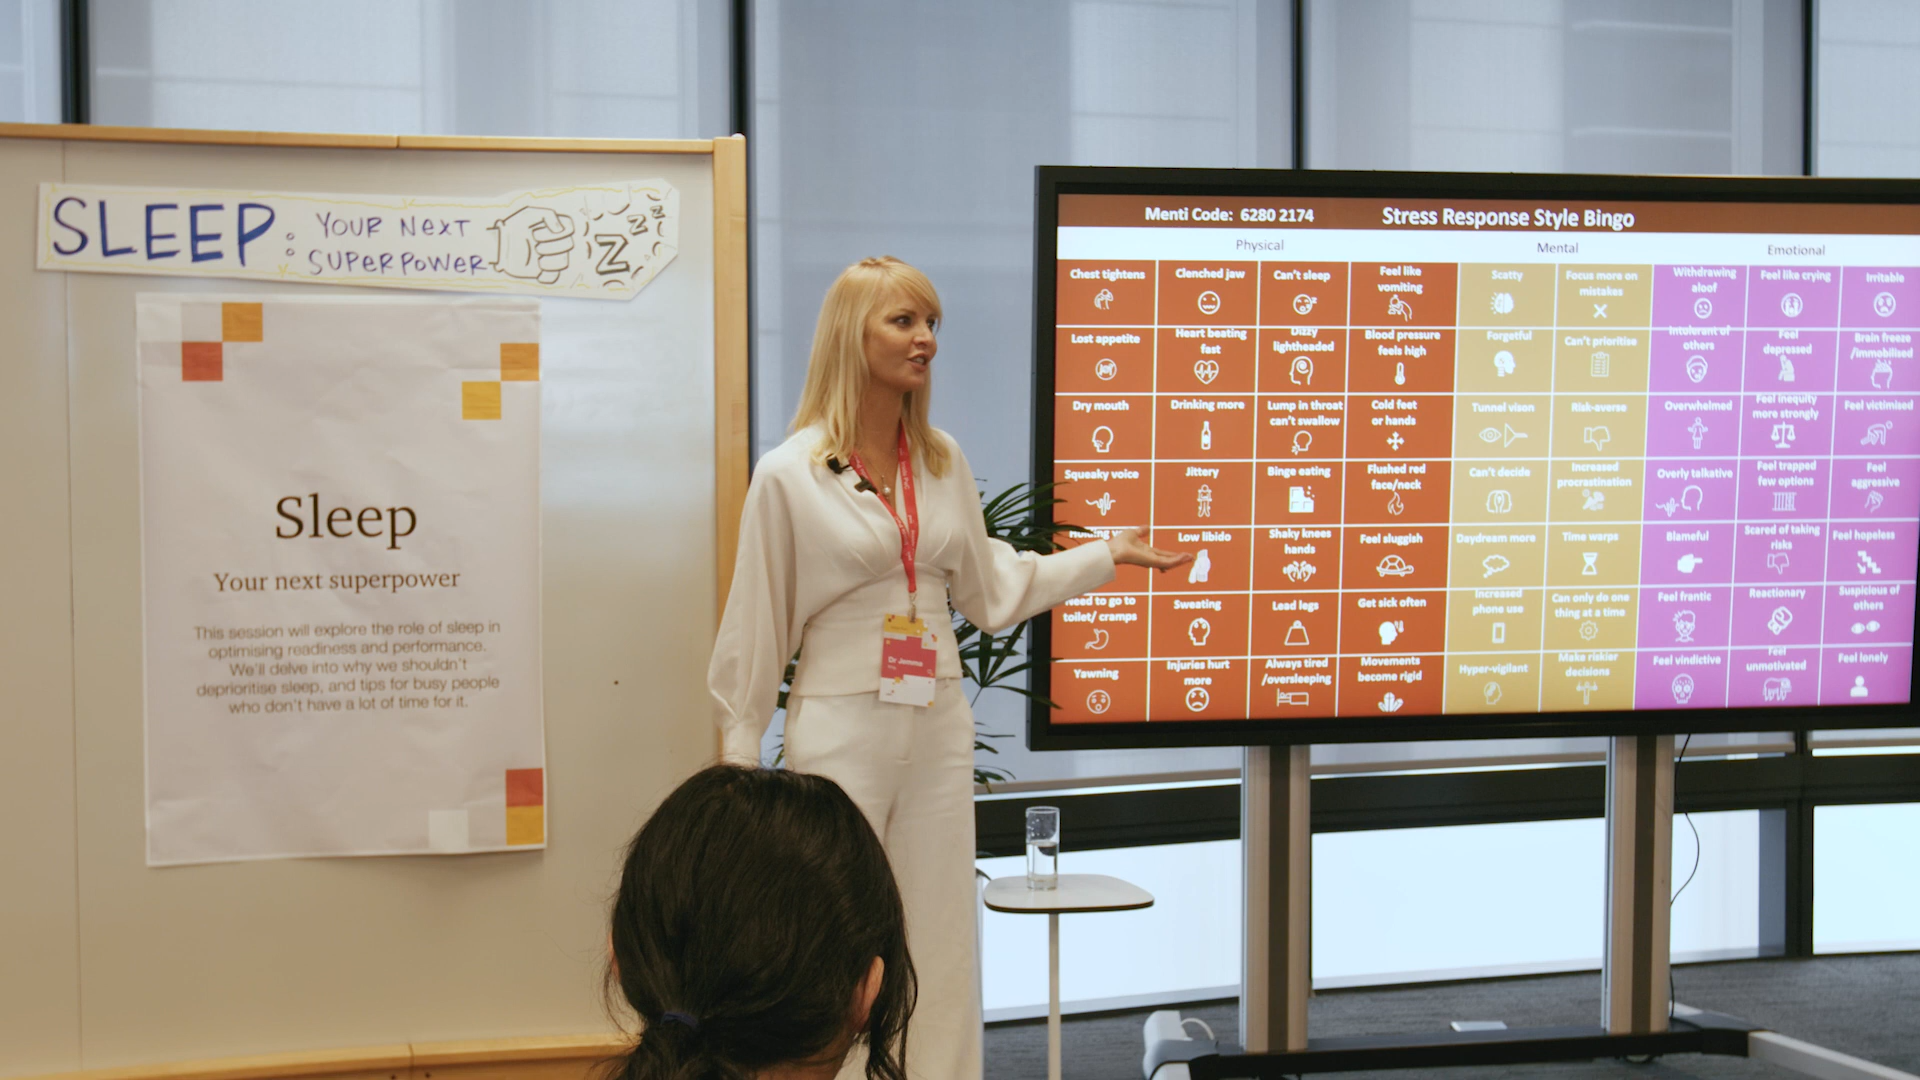 SLEEP: YOUR NEXT
SUPERPOWER
Z Z Z
Sleep
Your next superpower
This session will explore the role of sleep in
optimising readiness and performance.
We'll delve into why we shouldn't
deprioritise sleep, and tips for busy people
who don't have a lot of time for it.
Dr Jemma
Menti Code: 6280 2174 Stress Response Style Bingo
Physical Mental Emotional
Chest tightens
Clenched jaw
Can't sleep
Feel like
vomiting
Scatty
Focus more on
mistakes
Withdrawing
aloof
Feel like crying
Irritable
Lost appetite
Heart beating
fast
Dizzy
lightheaded
Blood pressure
feels high
Forgetful
Can't prioritise
Intolerant of
others
Feel
depressed
Brain freeze
/immobilised
Dry mouth
Drinking more
Lump in throat
can't swallow
Cold feet
or hands
Tunnel vison
Risk-averse
Overwhelmed
Feel inequity
more strongly
Feel victimised
Squeaky voice
Jittery
Binge eating
Flushed red
face/neck
Can't decide
Increased
procrastination
Overly talkative
Feel trapped
few options
Feel
aggressive
Holding
Low libido
Shaky knees
hands
Feel sluggish
Daydream more
Time warps
Blameful
Scared of taking
risks
Feel hopeless
Need to go to
toilet/ cramps
Sweating
Lead legs
Get sick often
Increased
phone use
Can only do one
thing at a time
Feel frantic
Reactionary
Suspicious of
others
Yawning
Injuries hurt
more
Always tired
/oversleeping
Movements
become rigid
Hyper-vigilant
Make riskier
decisions
Feel vindictive
Feel
unmotivated
Feel lonely